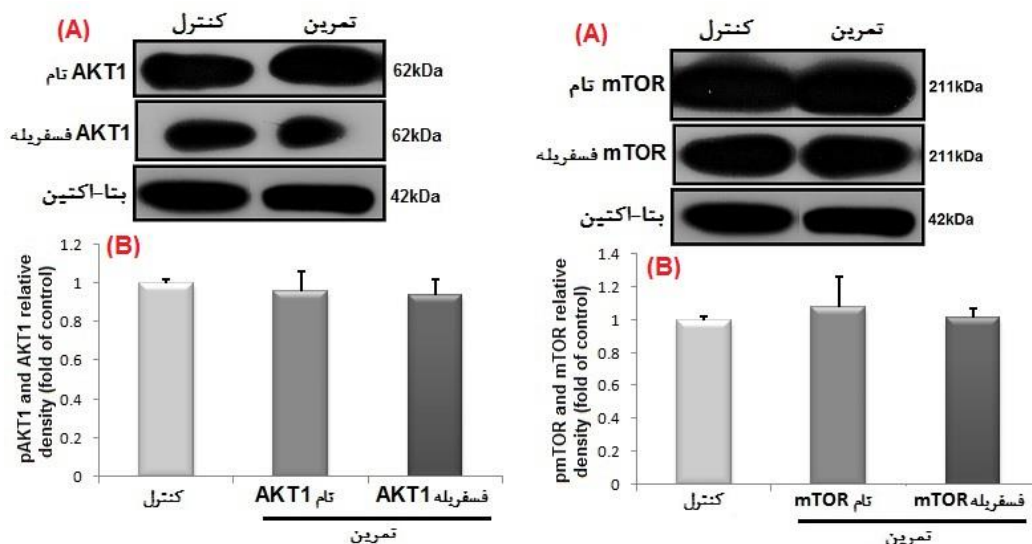 (A)
کنترل تمرین
AKT1 تام 62kDa
AKT1 فسفریله 62kDa
بتا-اکتین 42kDa
(B)
pAKT1 and AKT1 relative
density (fold of control)
1.2
1
0.8
0.6
0.4
0.2
0
کنترل
AKT1 تام
AKT1 فسفریله
تمرین
(A)
کنترل تمرین
mTOR تام 211kDa
mTOR فسفریله 211kDa
بتا-اکتین 42kDa
(B)
pmTOR and mTOR relative
density (fold of control)
1.4
1.2
1
0.8
0.6
0.4
0.2
0
کنترل
mTOR تام
mTOR فسفریله
تمرین